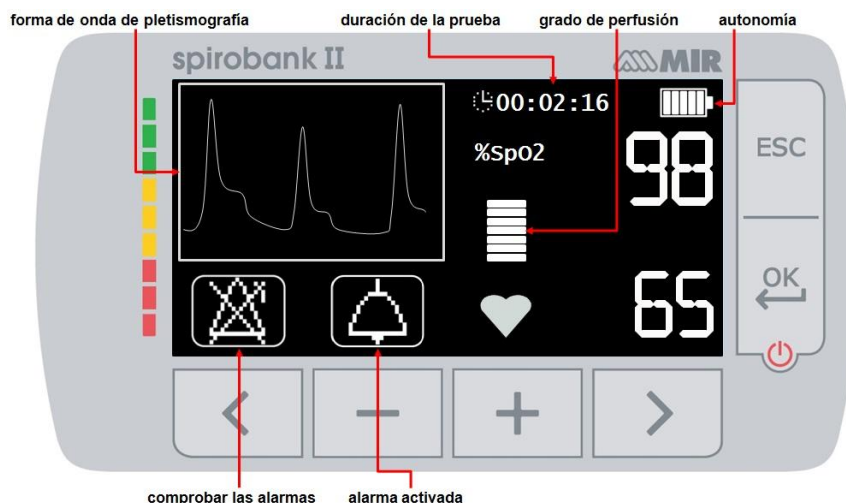 forma de onda de pletismografía
duración de la prueba
grado de perfusión
autonomía
spirobank II
MIR
00:02:16
%SpO2
98
65
ESC
OK
comprobar las alarmas
alarma activada